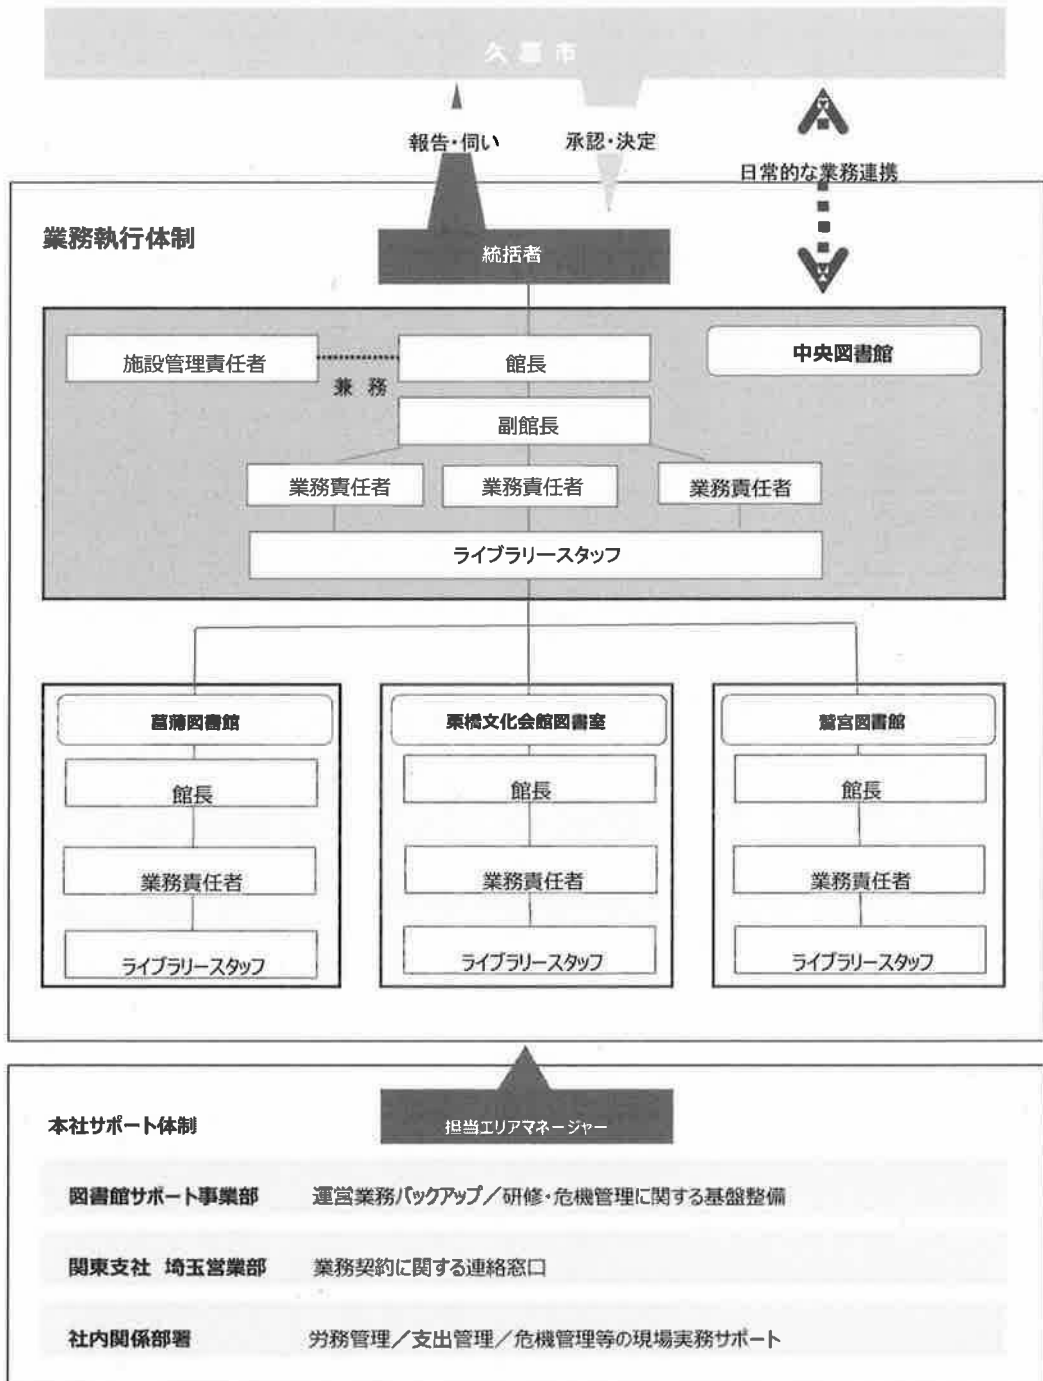 久喜市
報告・伺い
承認・決定
日常的な業務連携
業務執行体制
統括者
施設管理責任者
兼務
館長
中央図書館
副館長
業務責任者
業務責任者
業務責任者
ライブラリースタッフ
菖蒲図書館
館長
業務責任者
ライブラリースタッフ
栗橋文化会館図書室
館長
業務責任者
ライブラリースタッフ
鷲宮図書館
館長
業務責任者
ライブラリースタッフ
本社サポート体制
担当エリアマネージャー
図書館サポート事業部 運営業務バックアップ／研修・危機管理に関する基盤整備
関東支社 埼玉営業部 業務契約に関する連絡窓口
社内関係部署 労務管理／支出管理／危機管理等の現場実務サポート